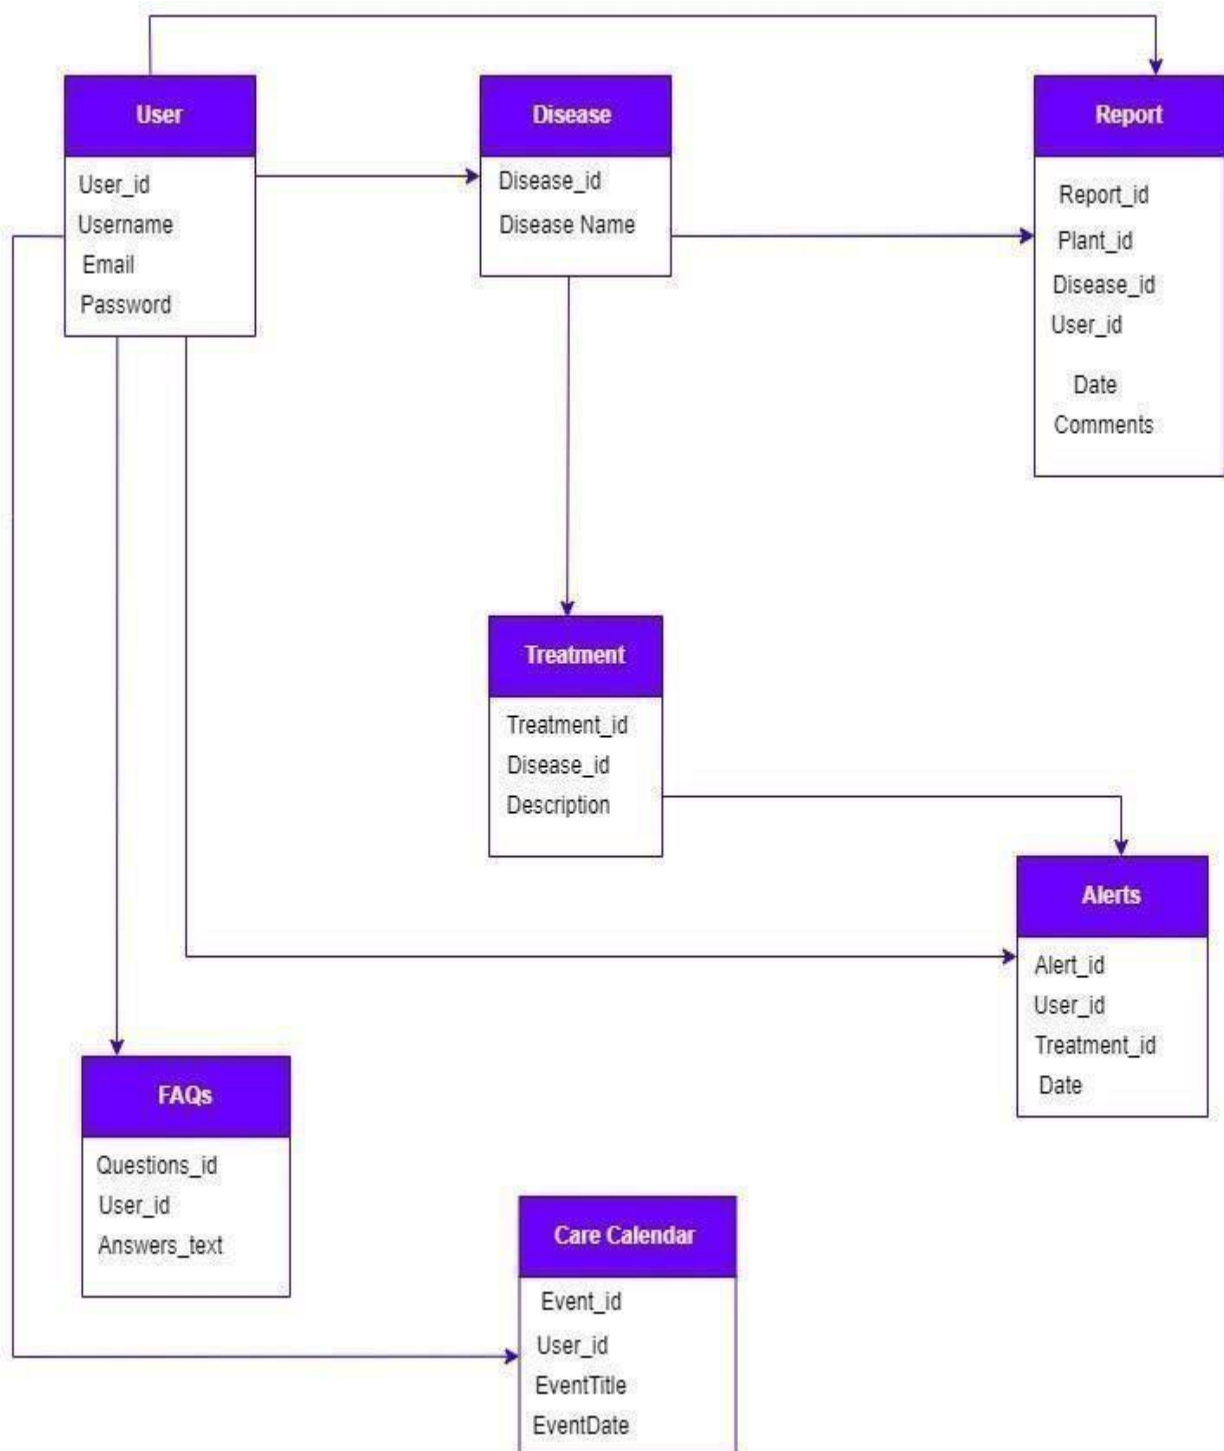 User
User_id
Username
Email
Password
Disease
Disease_id
Disease Name
Report
Report_id
Plant_id
Disease_id
User_id
Date
Comments
Treatment
Treatment_id
Disease_id
Description
Alerts
Alert_id
User_id
Treatment_id
Date
FAQs
Questions_id
User_id
Answers_text
Care Calendar
Event_id
User_id
EventTitle
EventDate